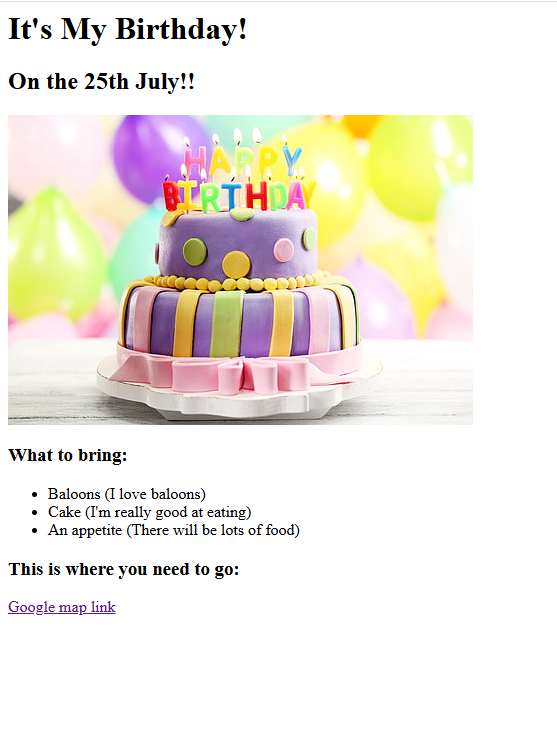 It's My Birthday!
On the 25th July!!
HAPPY
BIRTHDAY
What to bring:
Baloons (I love baloons)
Cake (I'm really good at eating)
An appetite (There will be lots of food)
This is where you need to go:
Google map link